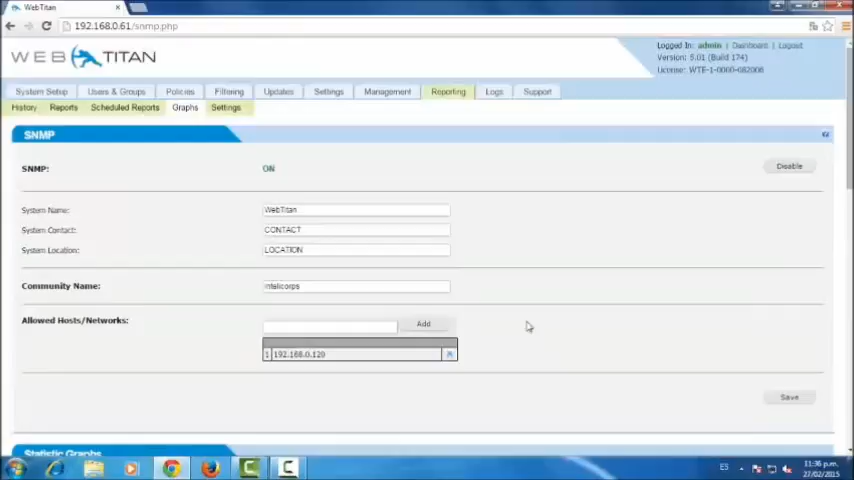 WebTitan
192.168.0.61/snmp.php
WEB TITAN
Logged In: admin | Dashboard | Logout
Version: 5.01 (Build 174)
License: WTE-1-0000-082006
System Setup Users & Groups Policies Filtering Updates Settings Management Reporting Logs Support
History Reports Scheduled Reports Graphs Settings
SNMP
SNMP: ON Disable
System Name: WebTitan
System Contact: CONTACT
System Location: LOCATION
Community Name: intelicorps
Allowed Hosts/Networks: Add
1 192.168.0.120
Save
Statistic Graphs
ES 11:36 p.m.
27/02/2015